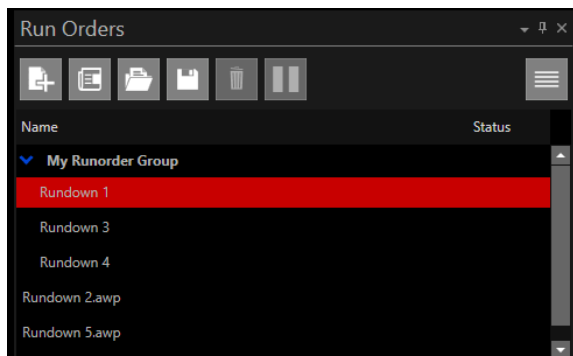 Run Orders
Name Status
My Runorder Group
Rundown 1
Rundown 3
Rundown 4
Rundown 2.awp
Rundown 5.awp